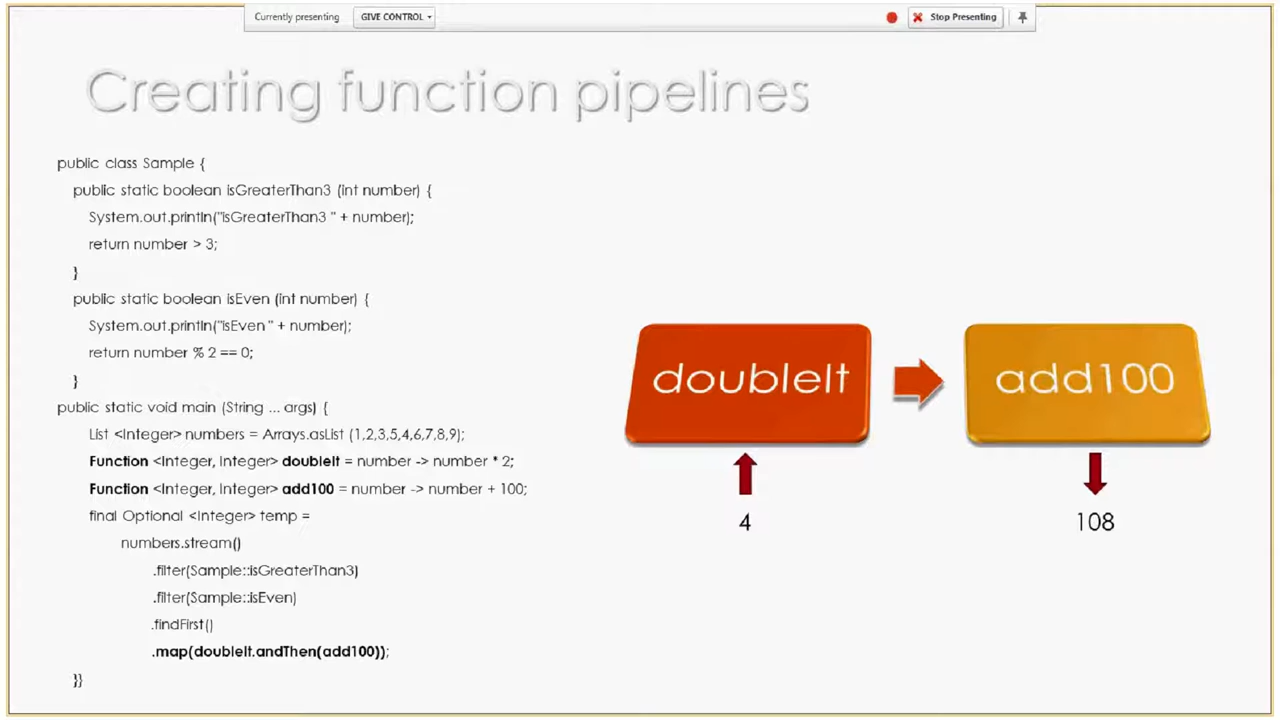 Currently presenting GIVE CONTROL Stop Presenting
Creating function pipelines
public class Sample {
public static boolean isGreaterThan3 (int number) {
System.out.println("isGreaterThan3 " + number);
return number > 3;
}
public static boolean isEven (int number) {
System.out.println("isEven " + number);
return number % 2 == 0;
}
public static void main (String ... args) {
List <Integer> numbers = Arrays.asList (1,2,3,5,4,6,7,8,9);
Function <Integer, Integer> doubleIt = number -> number * 2;
Function <Integer, Integer> add100 = number -> number + 100;
final Optional <Integer> temp =
numbers.stream()
.filter(Sample::isGreaterThan3)
.filter(Sample::isEven)
.findFirst()
.map(doubleIt.andThen(add100));
}}
doubleIt
add100
4
108